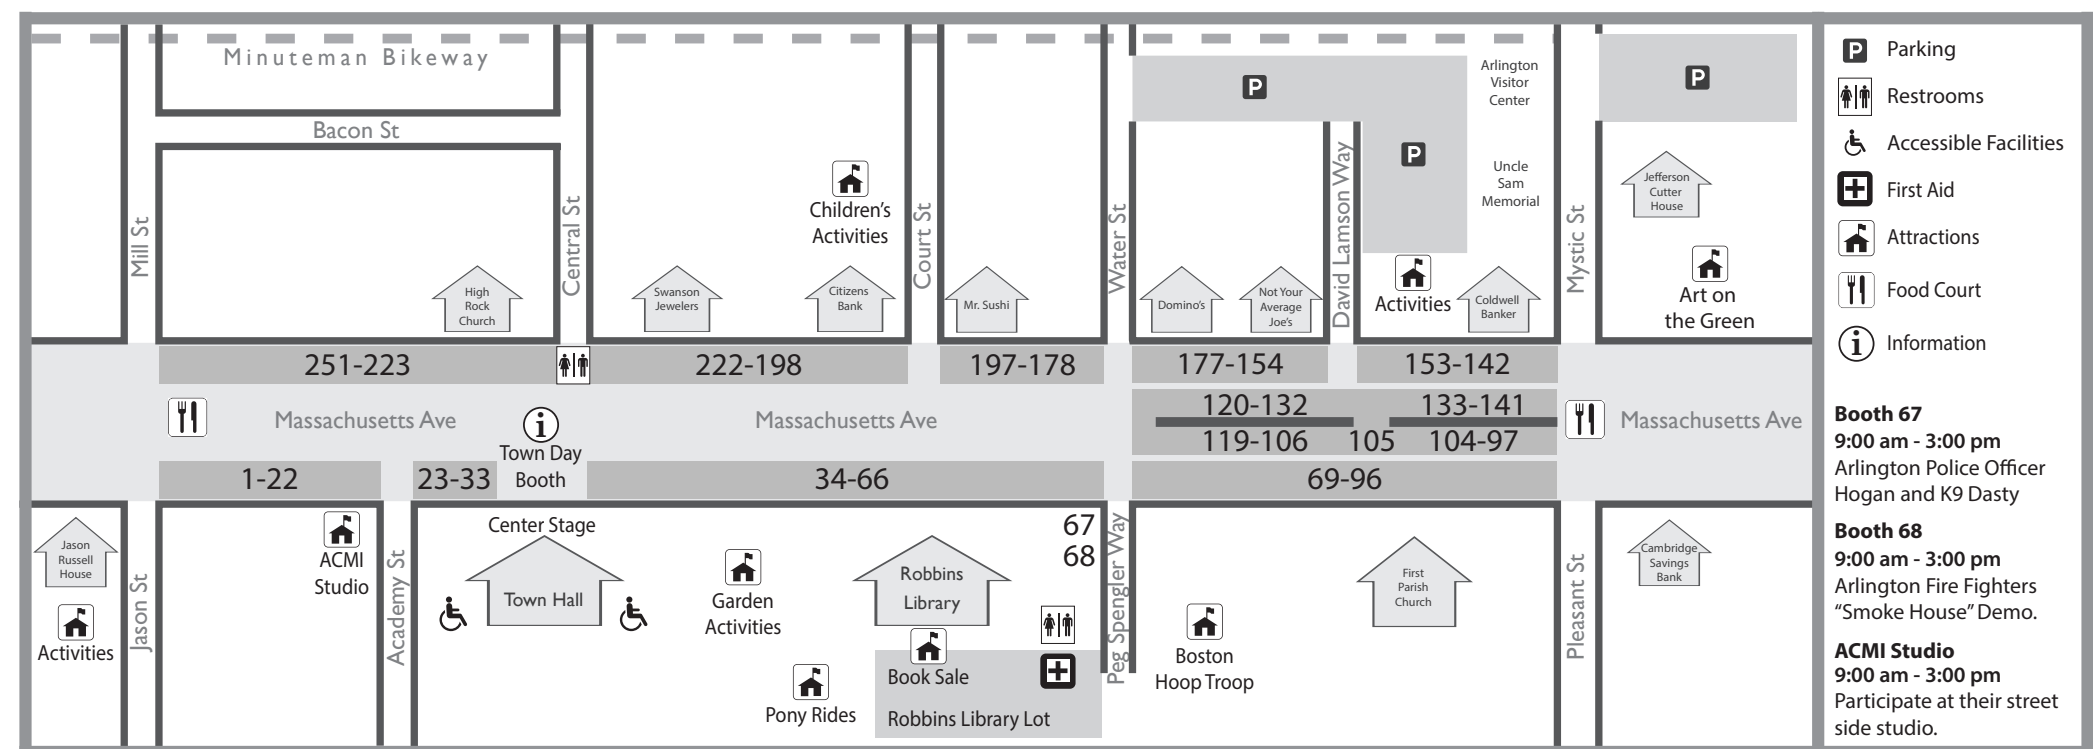 Minuteman Bikeway
Bacon St
Mill St
Central St
Court St
Water St
David Lamson Way
Mystic St
P
P
P
Arlington
Visitor
Center
Uncle
Sam
Memorial
Children's
Activities
High
Rock
Church
Swanson
Jewelers
Citizens
Bank
Mr. Sushi
Domino's
Not Your
Average
Joe's
Activities
Coldwell
Banker
Jefferson
Cutter
House
Art on
the Green
251-223
222-198
197-178
177-154
153-142
120-132
133-141
Massachusetts Ave
Massachusetts Ave
Massachusetts Ave
i
Town Day
Booth
119-106
105
104-97
1-22
23-33
34-66
69-96
Jason
Russell
House
Activities
Jason St
ACMI
Studio
Academy St
Center Stage
Town Hall
Garden
Activities
Pony Rides
Robbins
Library
67
68
Book Sale
Robbins Library Lot
Peg Spengler Way
Boston
Hoop Troop
First
Parish
Church
Pleasant St
Cambridge
Savings
Bank
P Parking
Restrooms
Accessible Facilities
First Aid
Attractions
Food Court
i Information
Booth 67
9:00 am - 3:00 pm
Arlington Police Officer
Hogan and K9 Dasty
Booth 68
9:00 am - 3:00 pm
Arlington Fire Fighters
"Smoke House" Demo.
ACMI Studio
9:00 am - 3:00 pm
Participate at their street
side studio.